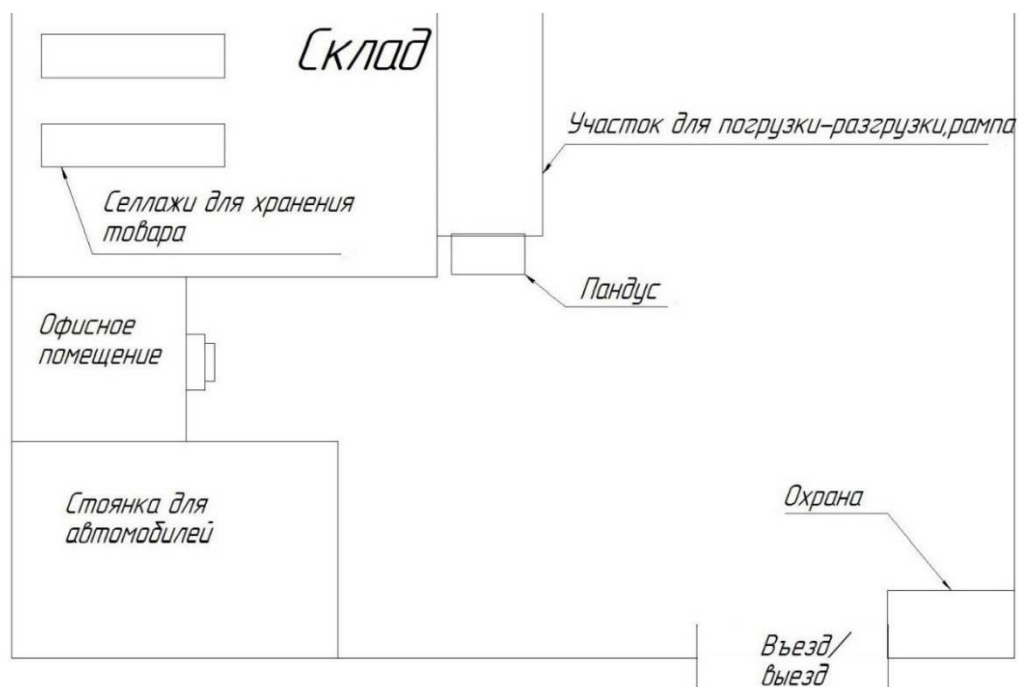 Склад
Участок для погрузки-разгрузки,рампа
Селлажи для хранения
товара
Пандус
Офисное
помещение
Стоянка для
автомобилей
Охрана
Въезд/
выезд